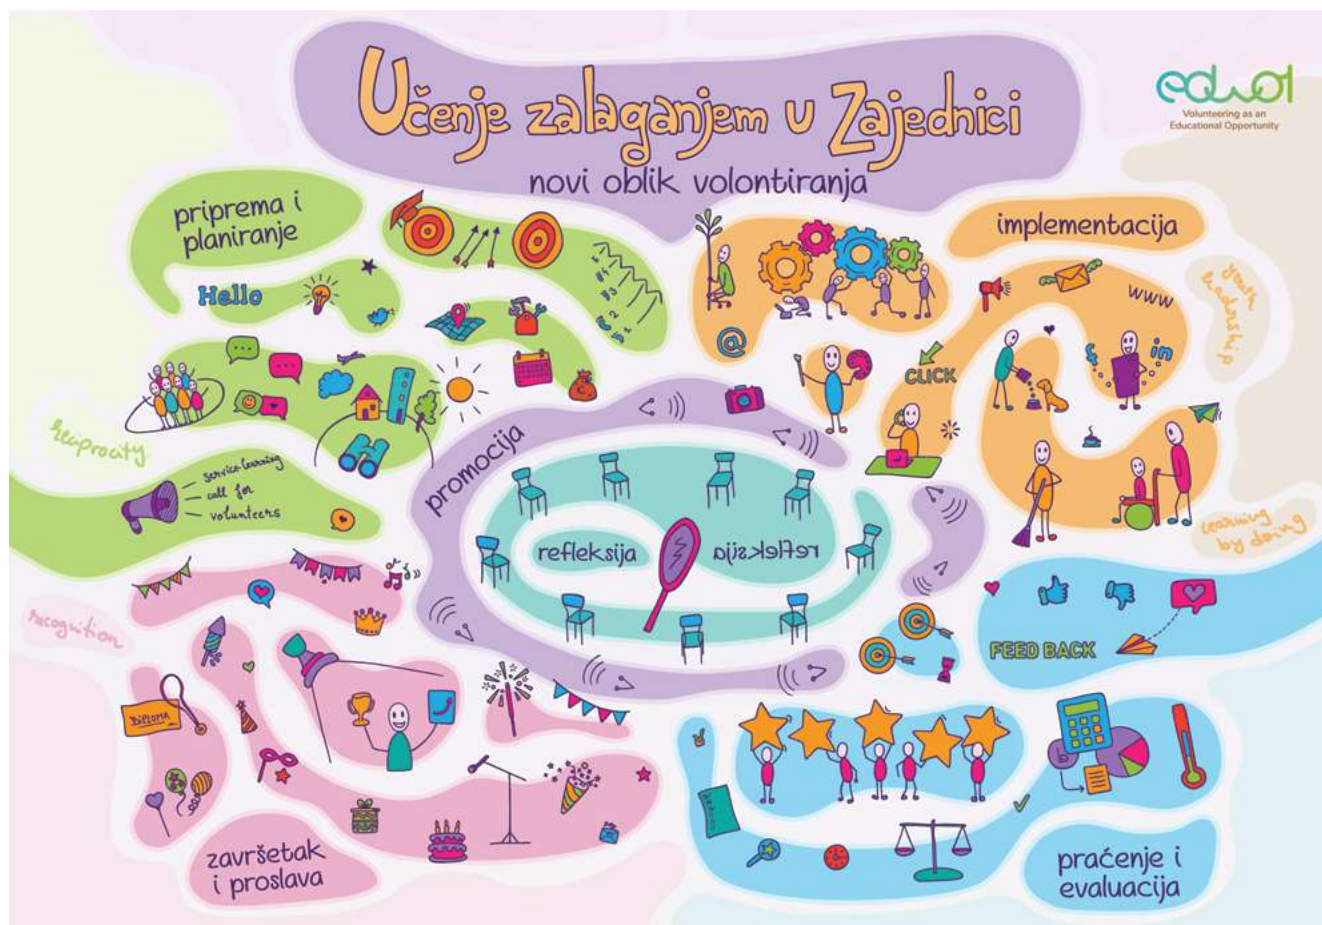 Učenje zalaganjem u Zajednici
novi oblik volontiranja
eduvol
Volunteering as an
Educational Opportunity
priprema i
planiranje
Hello
reciprocity
service-learning
call for
volunteers
implementacija
@
www
CLICK
in
youth
leadership
learning
by doing
promocija
refleksija
refleksija
recognition
DIPLOMA
završetak
i proslava
FEED BACK
praćenje i
evaluacija